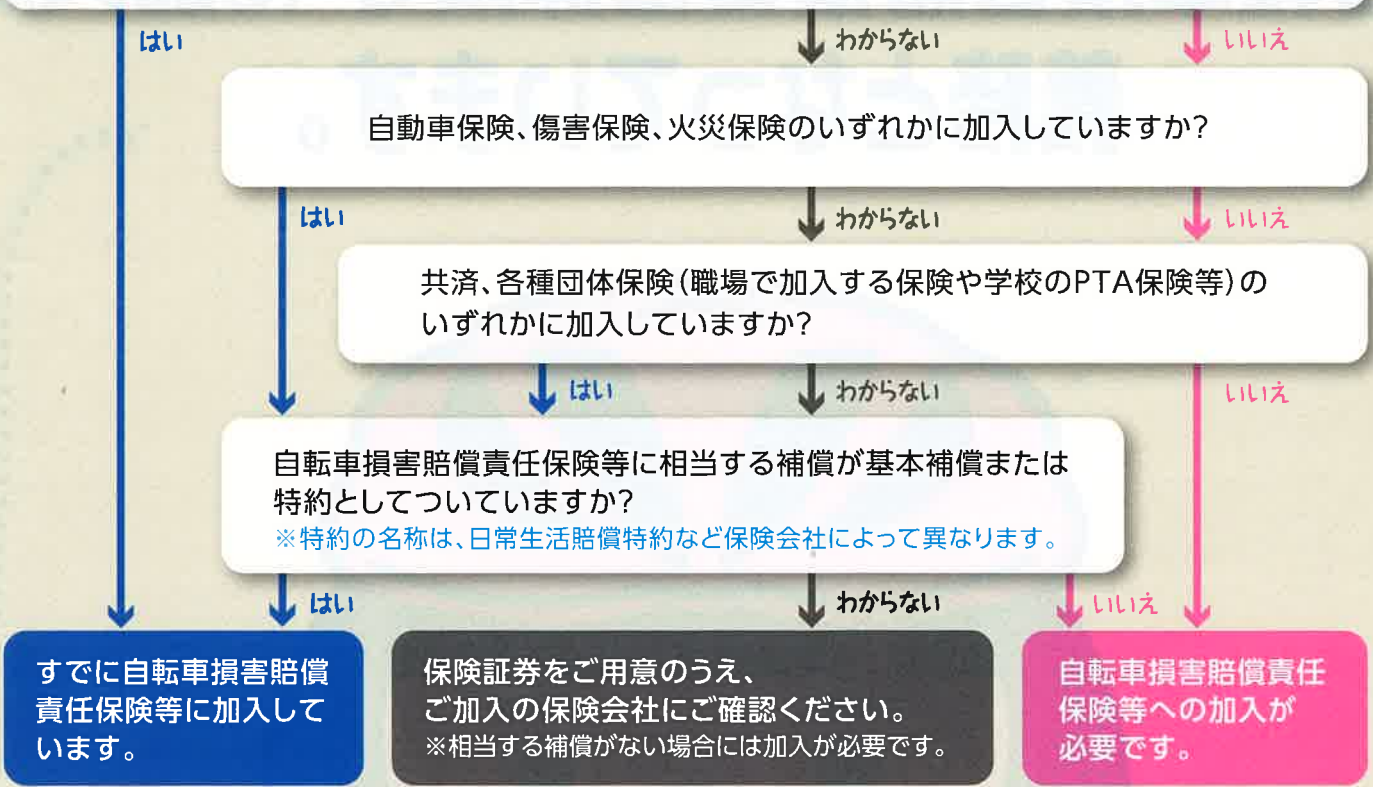 はい
わからない
いいえ
自動車保険、傷害保険、火災保険のいずれかに加入していますか?
はい
わからない
いいえ
共済、各種団体保険(職場で加入する保険や学校のPTA保険等)の
いずれかに加入していますか?
はい
わからない
いいえ
自転車損害賠償責任保険等に相当する補償が基本補償または
特約としてついていますか?
※特約の名称は、日常生活賠償特約など保険会社によって異なります。
はい
わからない
いいえ
すでに自転車損害賠償
責任保険等に加入して
います。
保険証券をご用意のうえ、
ご加入の保険会社にご確認ください。
※相当する補償がない場合には加入が必要です。
自転車損害賠償責任
保険等への加入が
必要です。